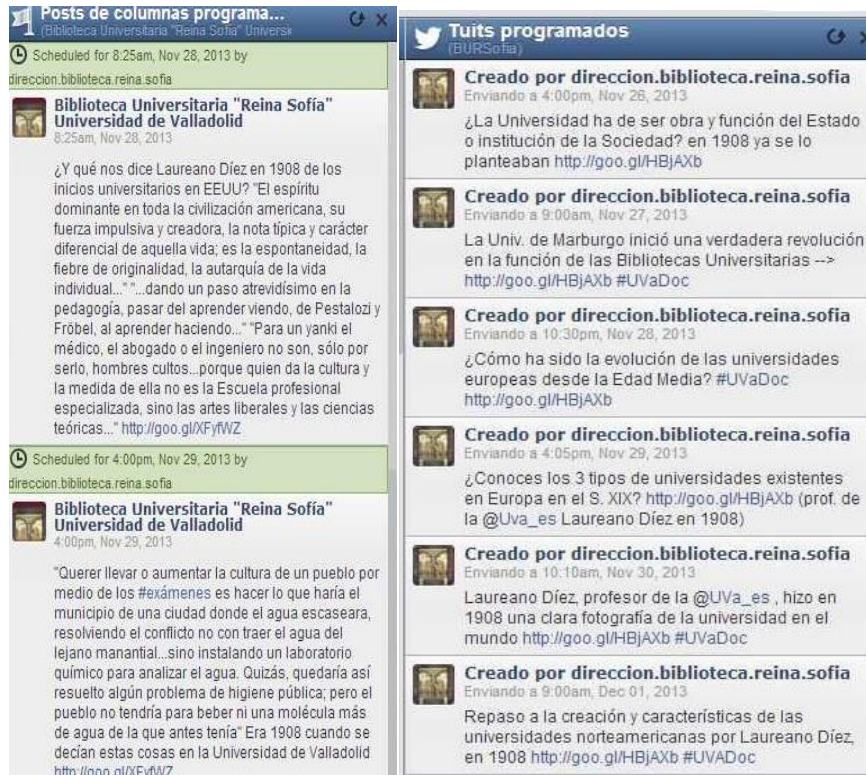 Posts de columnas programa...
(Biblioteca Universitaria "Reina Sofía" Universi
Scheduled for 8:25am, Nov 28, 2013 by
direccion.biblioteca.reina.sofia
Biblioteca Universitaria "Reina Sofía"
Universidad de Valladolid
8:25am, Nov 28, 2013
¿Y qué nos dice Laureano Díez en 1908 de los
inicios universitarios en EEUU? "El espíritu
dominante en toda la civilización americana, su
fuerza impulsiva y creadora, la nota típica y carácter
diferencial de aquella vida; es la espontaneidad, la
fiebre de originalidad, la autarquía de la vida
individual..." "...dando un paso atrevidísimo en la
pedagogía, pasar del aprender viendo, de Pestalozi y
Fröbel, al aprender haciendo..." "Para un yanki el
médico, el abogado o el ingeniero no son, sólo por
serlo, hombres cultos...porque quien da la cultura y
la medida de ella no es la Escuela profesional
especializada, sino las artes liberales y las ciencias
teóricas..." http://goo.gl/XFyfWZ
Scheduled for 4:00pm, Nov 29, 2013 by
direccion.biblioteca.reina.sofia
Biblioteca Universitaria "Reina Sofía"
Universidad de Valladolid
4:00pm, Nov 29, 2013
"Querer llevar o aumentar la cultura de un pueblo por
medio de los #exámenes es hacer lo que haría el
municipio de una ciudad donde el agua escaseara,
resolviendo el conflicto no con traer el agua del
lejano manantial...sino instalando un laboratorio
químico para analizar el agua. Quizás, quedaría así
resuelto algún problema de higiene pública; pero el
pueblo no tendría para beber ni una molécula más
de agua de la que antes tenía" Era 1908 cuando se
decían estas cosas en la Universidad de Valladolid
http://goo.gl/XFyfWZ
Tuits programados
(BURSofia)
Creado por direccion.biblioteca.reina.sofia
Enviando a 4:00pm, Nov 26, 2013
¿La Universidad ha de ser obra y función del Estado
o institución de la Sociedad? en 1908 ya se lo
planteaban http://goo.gl/HBjAXb
Creado por direccion.biblioteca.reina.sofia
Enviando a 9:00am, Nov 27, 2013
La Univ. de Marburgo inició una verdadera revolución
en la función de las Bibliotecas Universitarias -->
http://goo.gl/HBjAXb #UVaDoc
Creado por direccion.biblioteca.reina.sofia
Enviando a 10:30pm, Nov 28, 2013
¿Cómo ha sido la evolución de las universidades
europeas desde la Edad Media? #UVaDoc
http://goo.gl/HBjAXb
Creado por direccion.biblioteca.reina.sofia
Enviando a 4:05pm, Nov 29, 2013
¿Conoces los 3 tipos de universidades existentes
en Europa en el S. XIX? http://goo.gl/HBjAXb (prof. de
la @Uva_es Laureano Díez en 1908)
Creado por direccion.biblioteca.reina.sofia
Enviando a 10:10am, Nov 30, 2013
Laureano Díez, profesor de la @UVa_es , hizo en
1908 una clara fotografía de la universidad en el
mundo http://goo.gl/HBjAXb #UVaDoc
Creado por direccion.biblioteca.reina.sofia
Enviando a 9:00am, Dec 01, 2013
Repaso a la creación y características de las
universidades norteamericanas por Laureano Díez,
en 1908 http://goo.gl/HBjAXb #UVADoc